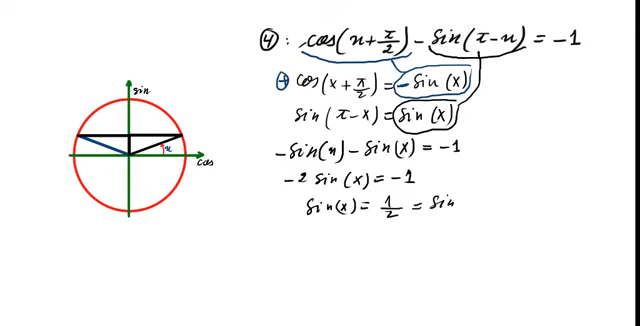 ④ : cos(x + π/2) - sin(π - x) = -1
sin
⊕ cos(x + π/2) = - sin(x)
sin(π - x) = sin(x)
x
cos
- sin(x) - sin(x) = -1
-2 sin(x) = -1
sin(x) = 1/2 = sin